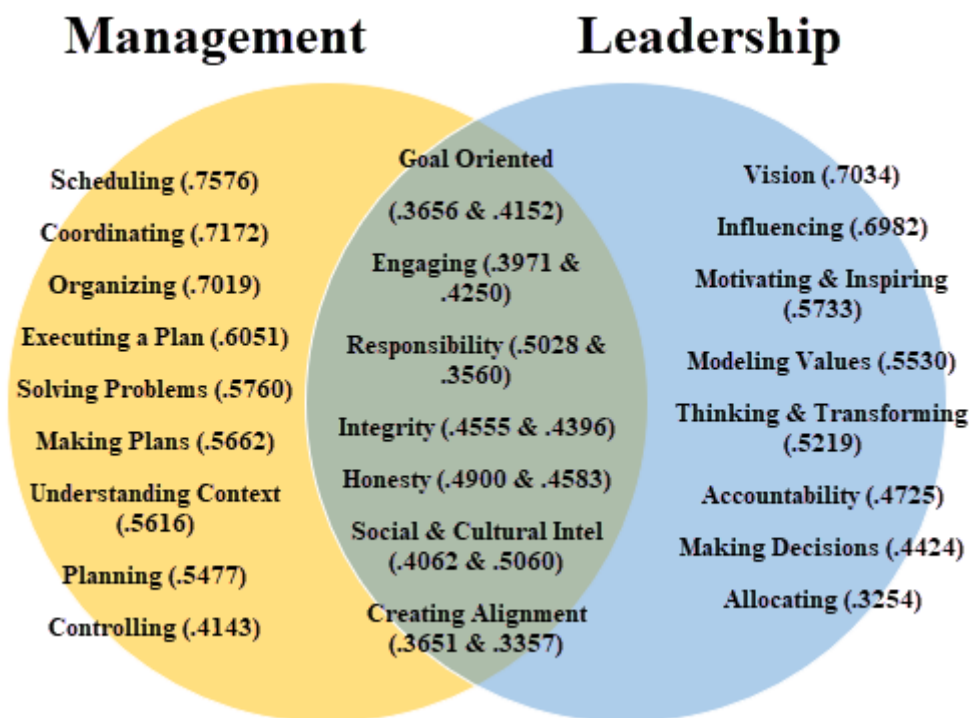 Management
Leadership
Scheduling (.7576)
Coordinating (.7172)
Organizing (.7019)
Executing a Plan (.6051)
Solving Problems (.5760)
Making Plans (.5662)
Understanding Context
(.5616)
Planning (.5477)
Controlling (.4143)
Goal Oriented
(.3656 & .4152)
Engaging (.3971 &
.4250)
Responsibility (.5028 &
.3560)
Integrity (.4555 & .4396)
Honesty (.4900 & .4583)
Social & Cultural Intel
(.4062 & .5060)
Creating Alignment
(.3651 & .3357)
Vision (.7034)
Influencing (.6982)
Motivating & Inspiring
(.5733)
Modeling Values (.5530)
Thinking & Transforming
(.5219)
Accountability (.4725)
Making Decisions (.4424)
Allocating (.3254)